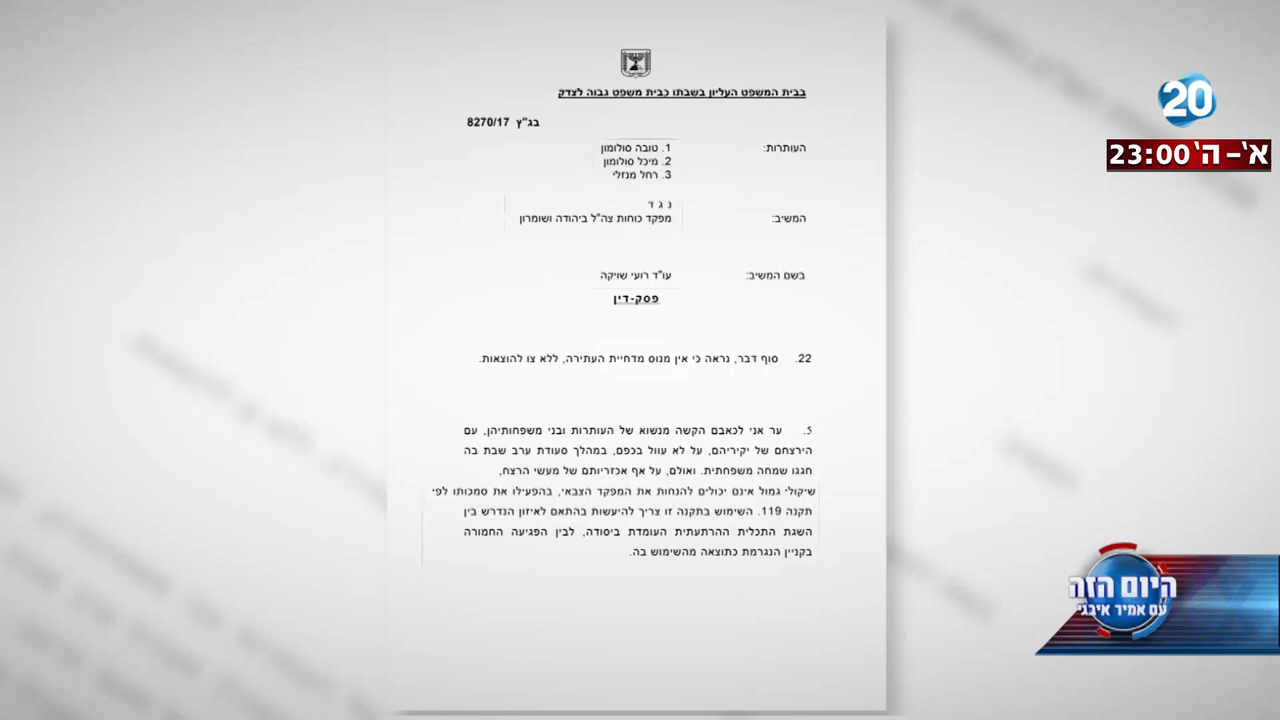 בבית המשפט העליון בשבתו כבית משפט גבוה לצדק
בג"ץ 8270/17
העותרות: 1. טובה סולומון
2. מיכל סולומון
3. רחל מנזלי
נ ג ד
המשיב: מפקד כוחות צה"ל ביהודה ושומרון
בשם המשיב: עו"ד רועי שויקה
פסק-דין
22. סוף דבר, נראה כי אין מנוס מדחיית העתירה, ללא צו להוצאות.
5. ער אני לכאבם הקשה מנשוא של העותרות ובני משפחותיהן, עם
הירצחם של יקיריהם, על לא עוול בכפם, במהלך סעודת ערב שבת בה
חגגו שמחה משפחתית. ואולם, על אף אכזריותם של מעשי הרצח,
שיקולי גמול אינם יכולים להנחות את המפקד הצבאי, בהפעילו את סמכותו לפי
תקנה 119. השימוש בתקנה זו צריך להיעשות בהתאם לאיזון הנדרש בין
השגת התכלית ההרתעתית העומדת ביסודה, לבין הפגיעה החמורה
בקניין הנגרמת כתוצאה מהשימוש בה.
20
א'-ה' 23:00
היום הזה
עם אמיר איבגי